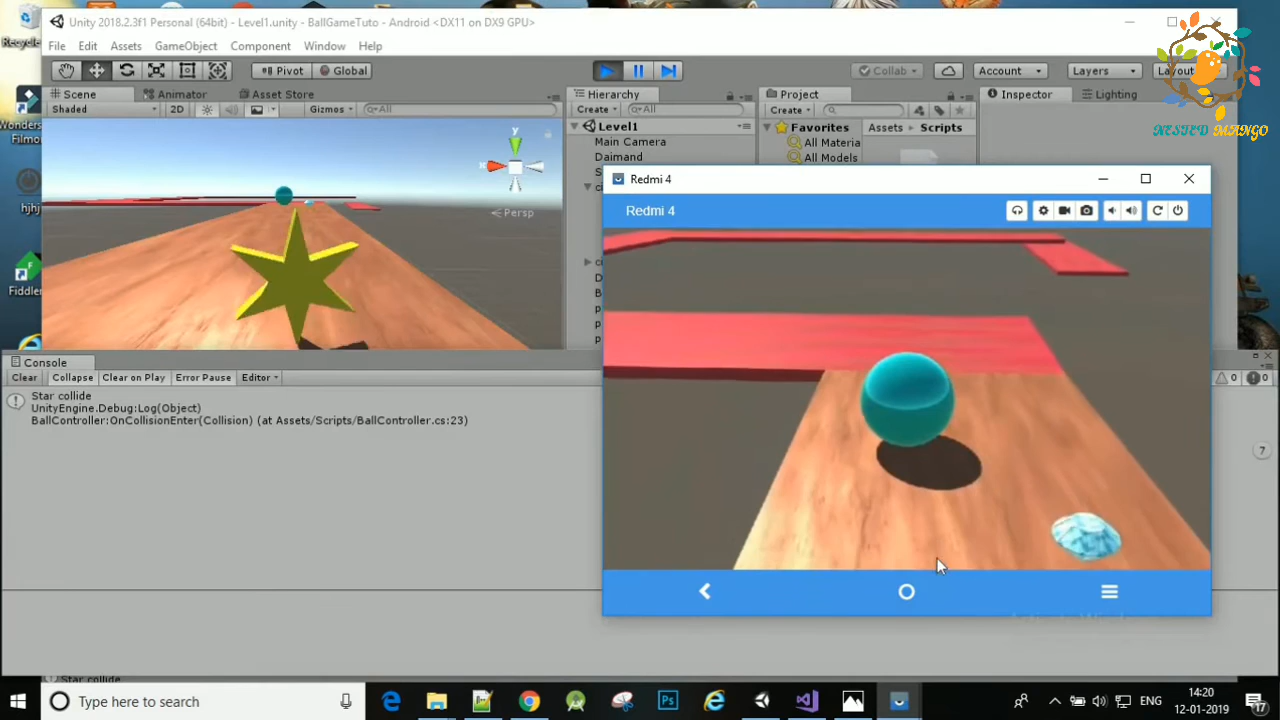 Unity 2018.2.3f1 Personal (64bit) - Level1.unity - BallGameTuto - Android <DX11 on DX9 GPU>
File Edit Assets GameObject Component Window Help
Pivot Global Collab Account Layers Layout
NESTED MANGO
Scene Animator Asset Store Hierarchy Project Inspector Lighting
Shaded 2D Gizmos All Create All Create
Level1
Main Camera
Daimand
Favorites
All Materia
All Models
Assets Scripts
y
x
Persp
Redmi 4
Redmi 4
Console
Clear Collapse Clear on Play Error Pause Editor 0 0
Star collide
UnityEngine.Debug:Log(Object)
BallController:OnCollisionEnter(Collision) (at Assets/Scripts/BallController.cs:23)
7
Star collide
hjhj
Fiddler
Type here to search
Ps
ENG
14:20
12-01-2019
17